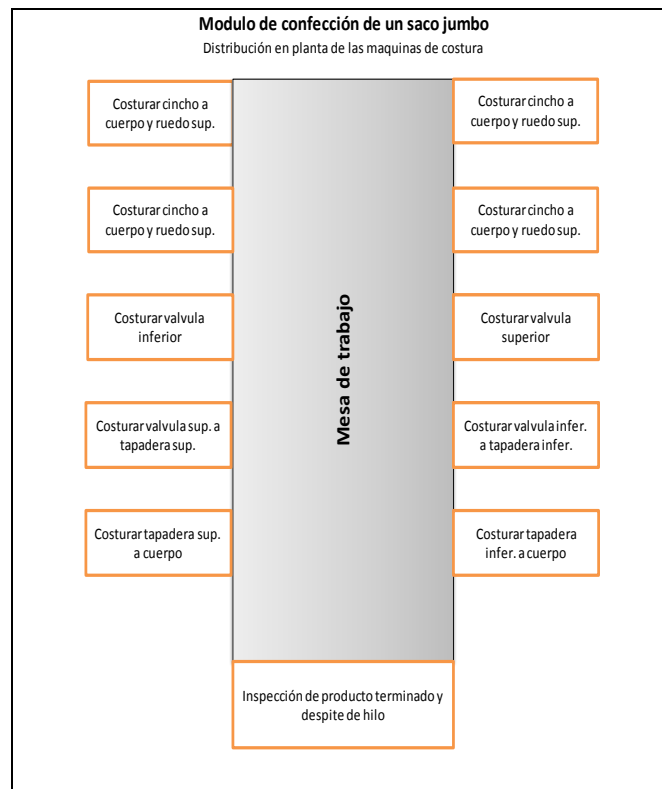 Modulo de confección de un saco jumbo
Distribución en planta de las maquinas de costura
Costurar cincho a
cuerpo y ruedo sup.
Costurar cincho a
cuerpo y ruedo sup.
Costurar cincho a
cuerpo y ruedo sup.
Costurar cincho a
cuerpo y ruedo sup.
Mesa de trabajo
Costurar valvula
inferior
Costurar valvula
superior
Costurar valvula sup. a
tapadera sup.
Costurar valvula infer.
a tapadera infer.
Costurar tapadera sup.
a cuerpo
Costurar tapadera
infer. a cuerpo
Inspección de producto terminado y
despite de hilo